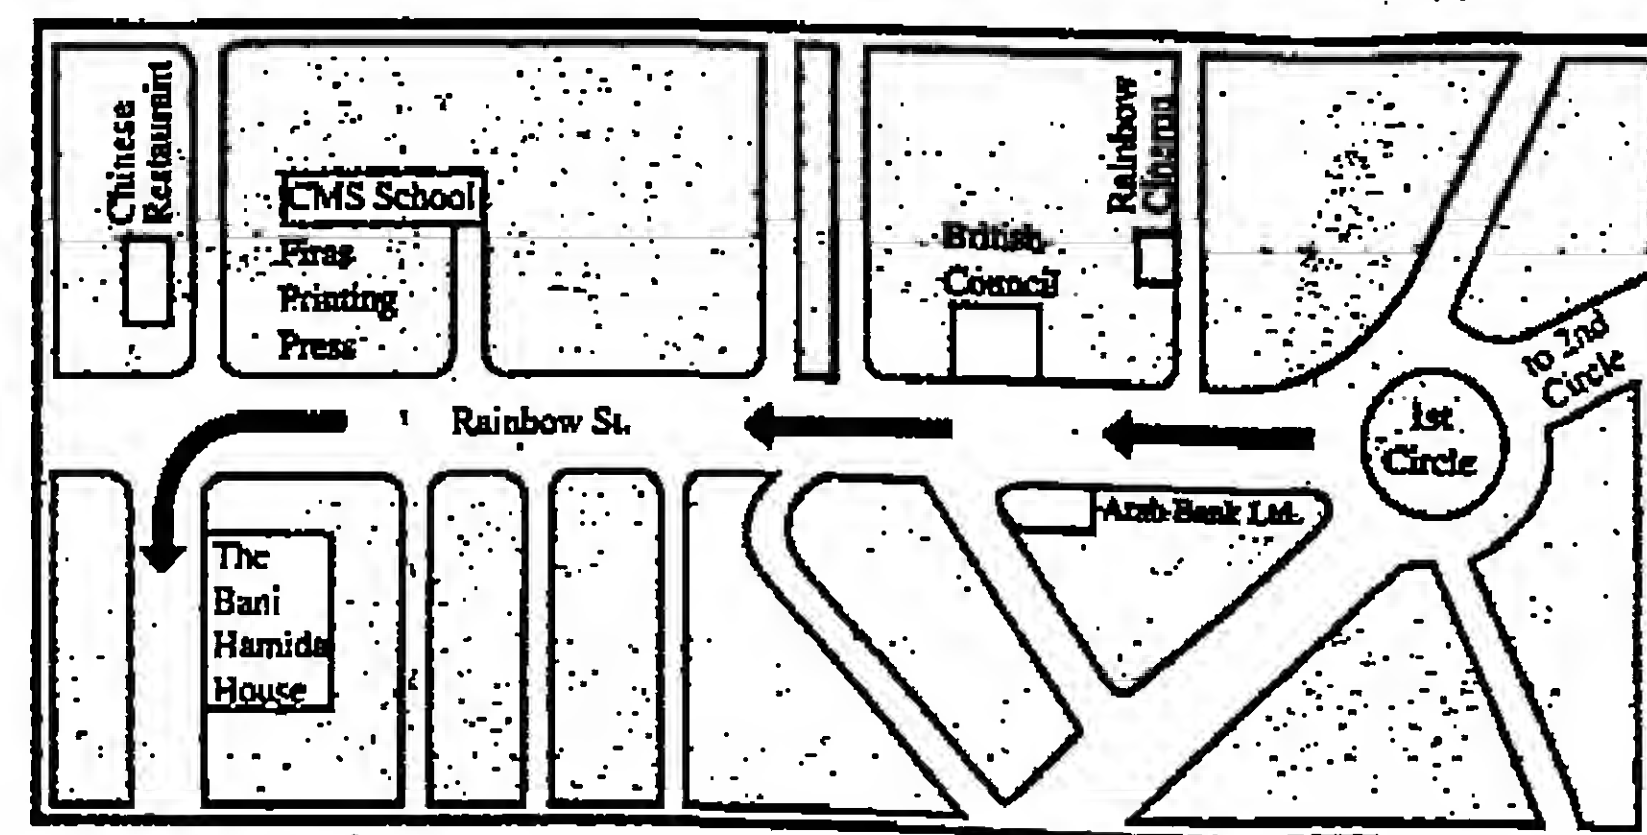 Chinese
Restaurant
CMS School
Firas
Printing
Press
British
Council
Rainbow
Cinema
to 2nd
Circle
1st
Circle
Rainbow St.
Arab Bank Ltd.
The
Bani
Hamida
House